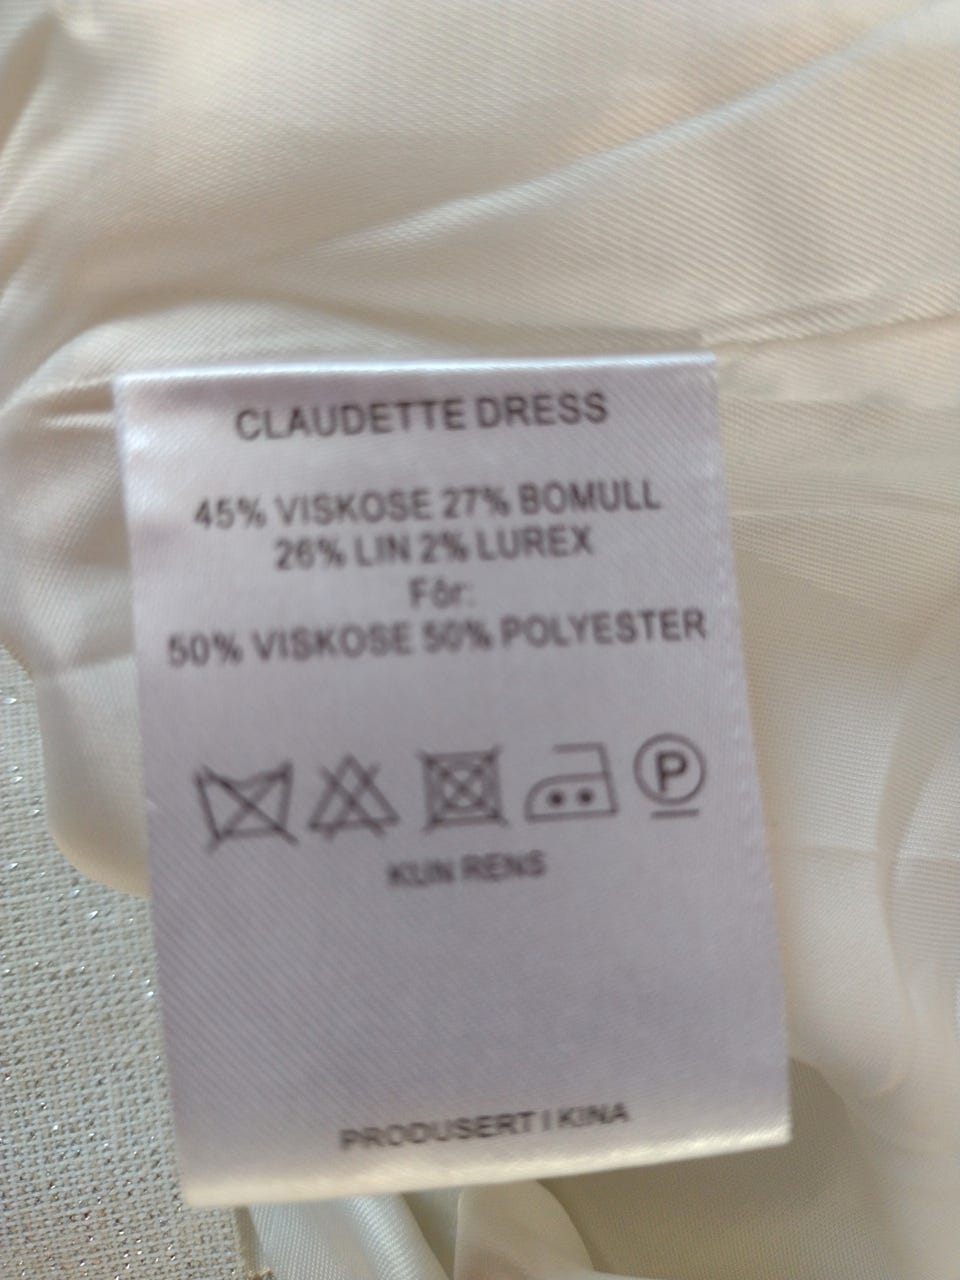 CLAUDETTE DRESS
45% VISKOSE 27% BOMULL
26% LIN 2% LUREX
Fôr:
50% VISKOSE 50% POLYESTER
P
KUN RENS
PRODUSERT I KINA